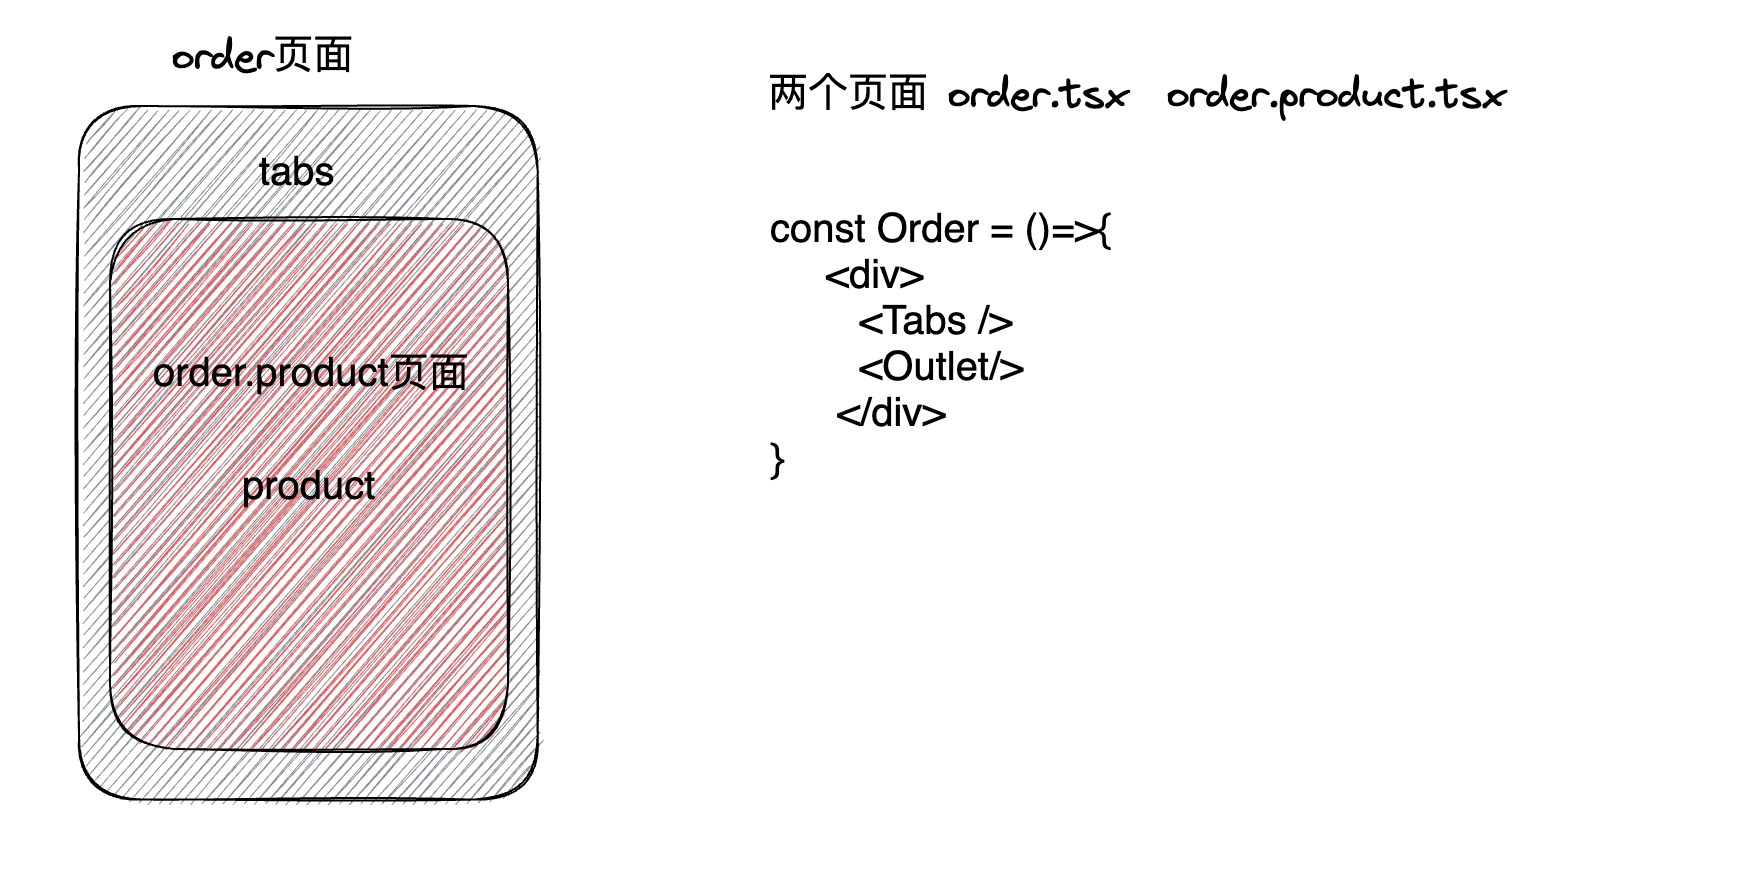 order页面
tabs
order.product页面
product
两个页面 order.tsx order.product.tsx
const Order = ()=>{
<div>
<Tabs />
<Outlet/>
</div>
}